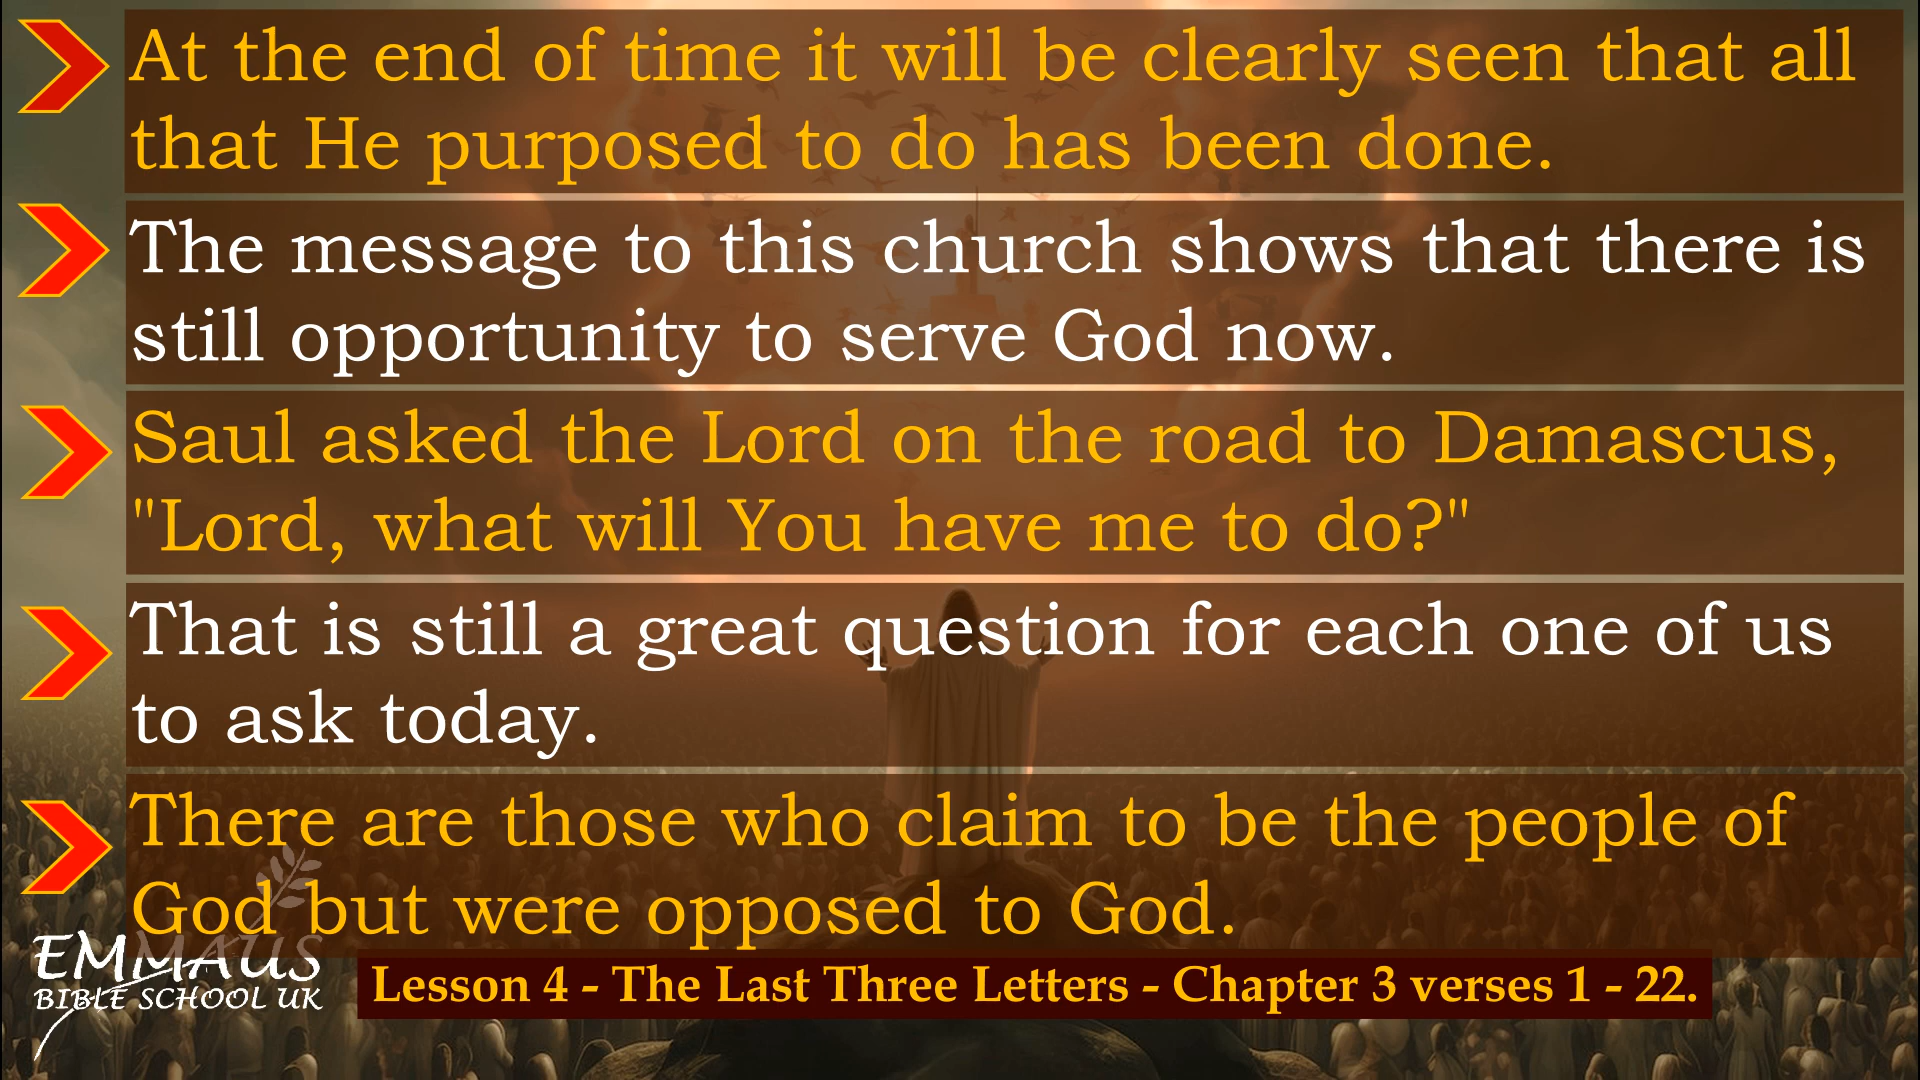 At the end of time it will be clearly seen that all
that He purposed to do has been done.
The message to this church shows that there is
still opportunity to serve God now.
Saul asked the Lord on the road to Damascus,
"Lord, what will You have me to do?"
That is still a great question for each one of us
to ask today.
There are those who claim to be the people of
God but were opposed to God.
EMMAUS
BIBLE SCHOOL UK
Lesson 4 - The Last Three Letters - Chapter 3 verses 1 - 22.